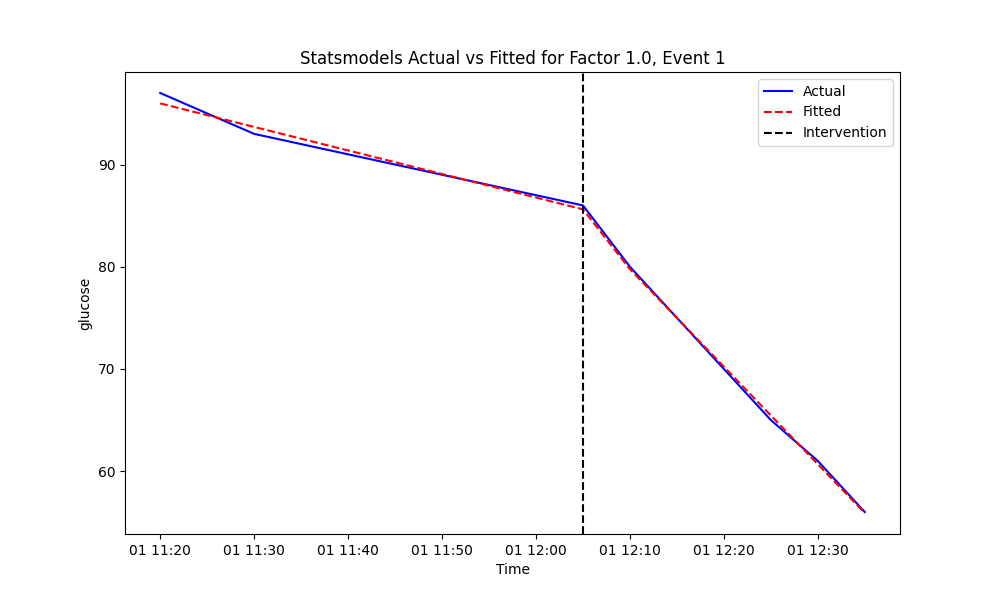 Statsmodels Actual vs Fitted for Factor 1.0, Event 1
Actual
Fitted
Intervention
glucose
90
80
70
60
01 11:20
01 11:30
01 11:40
01 11:50
01 12:00
01 12:10
01 12:20
01 12:30
Time